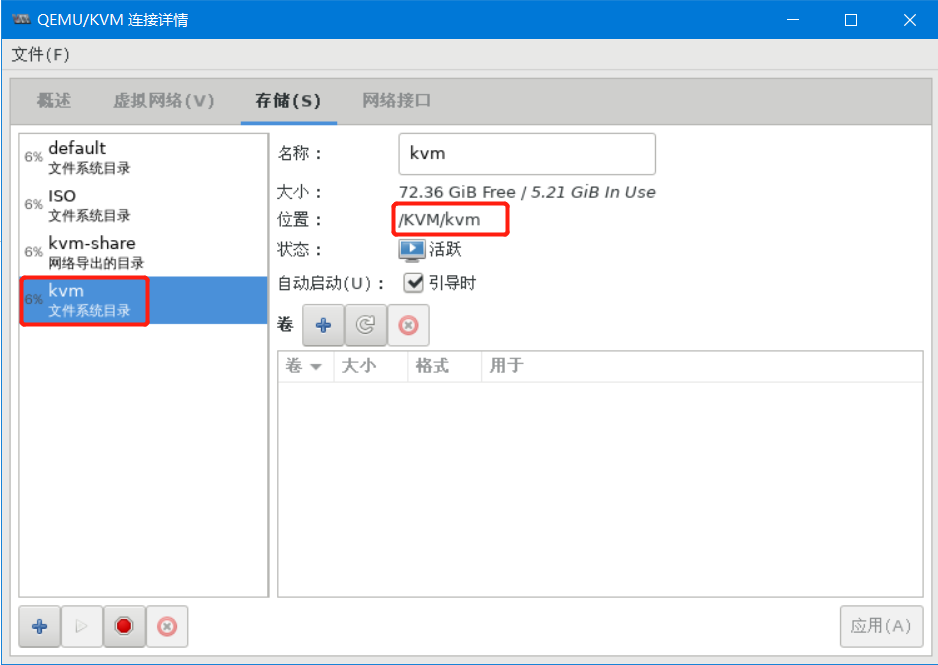 QEMU/KVM 连接详情
文件(F)
概述 虚拟网络(V) 存储(S) 网络接口
6% default
文件系统目录
6% ISO
文件系统目录
6% kvm-share
网络导出的目录
6% kvm
文件系统目录
名称： kvm
大小： 72.36 GiB Free / 5.21 GiB In Use
位置： /KVM/kvm
状态： 活跃
自动启动(U)： 引导时
卷
卷 大小 格式 用于
应用(A)